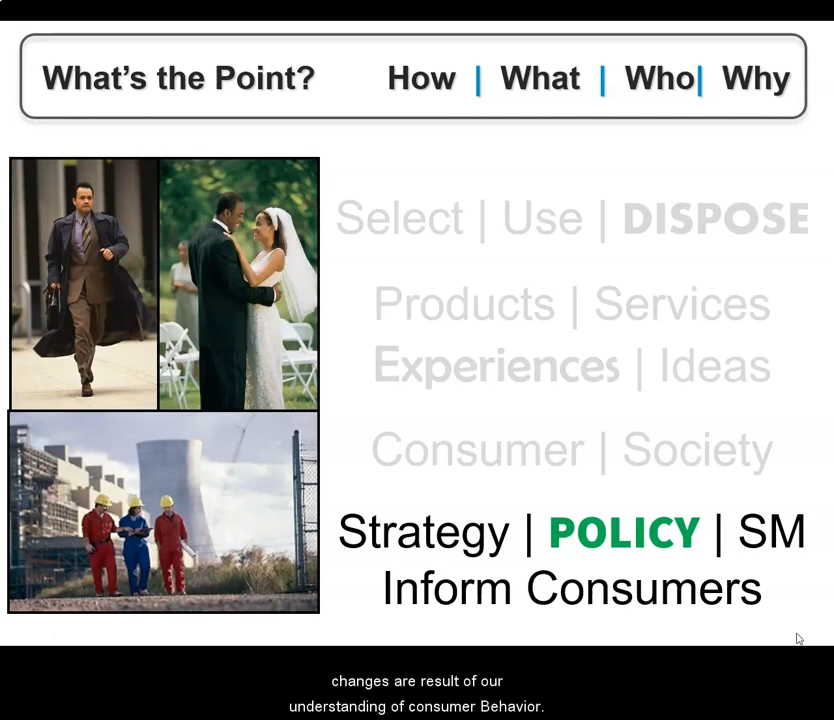 What's the Point? How | What | Who| Why
Select | Use | DISPOSE
Products | Services
Experiences | Ideas
Consumer | Society
Strategy | POLICY | SM
Inform Consumers
changes are result of our
understanding of consumer Behavior.